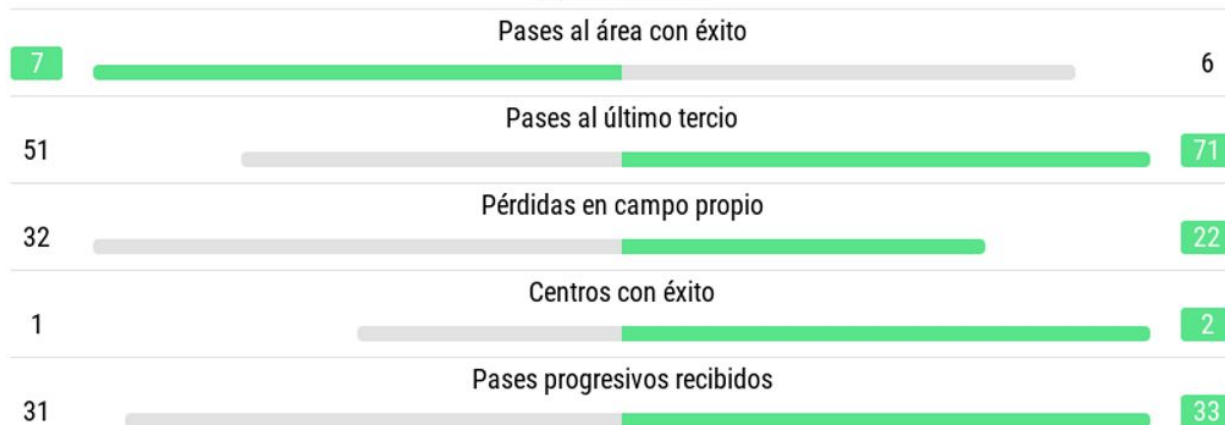 Pases al área con éxito
7 6
Pases al último tercio
51 71
Pérdidas en campo propio
32 22
Centros con éxito
1 2
Pases progresivos recibidos
31 33